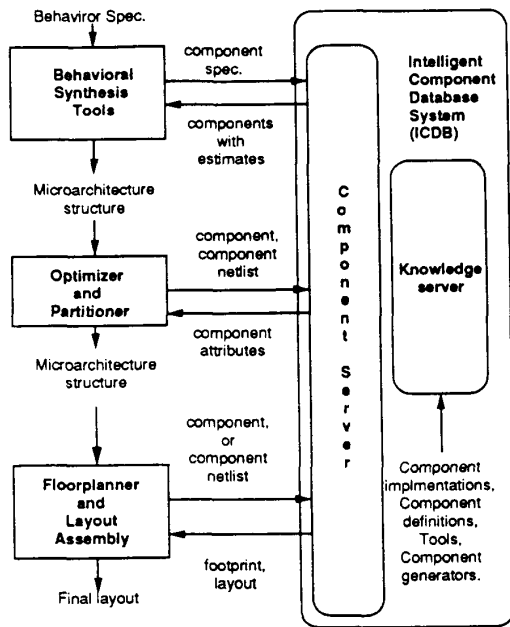 Behaviror Spec.
Behavioral
Synthesis
Tools
component
spec.
components
with
estimates
Microarchitecture
structure
Optimizer
and
Partitioner
component,
component
netlist
component
attributes
Microarchitecture
structure
Floorplanner
and
Layout
Assembly
component,
or
component
netlist
footprint,
layout
Final layout
Component Server
Intelligent
Component
Database
System
(ICDB)
Knowledge
server
Component
implmentations,
Component
definitions,
Tools,
Component
generators.